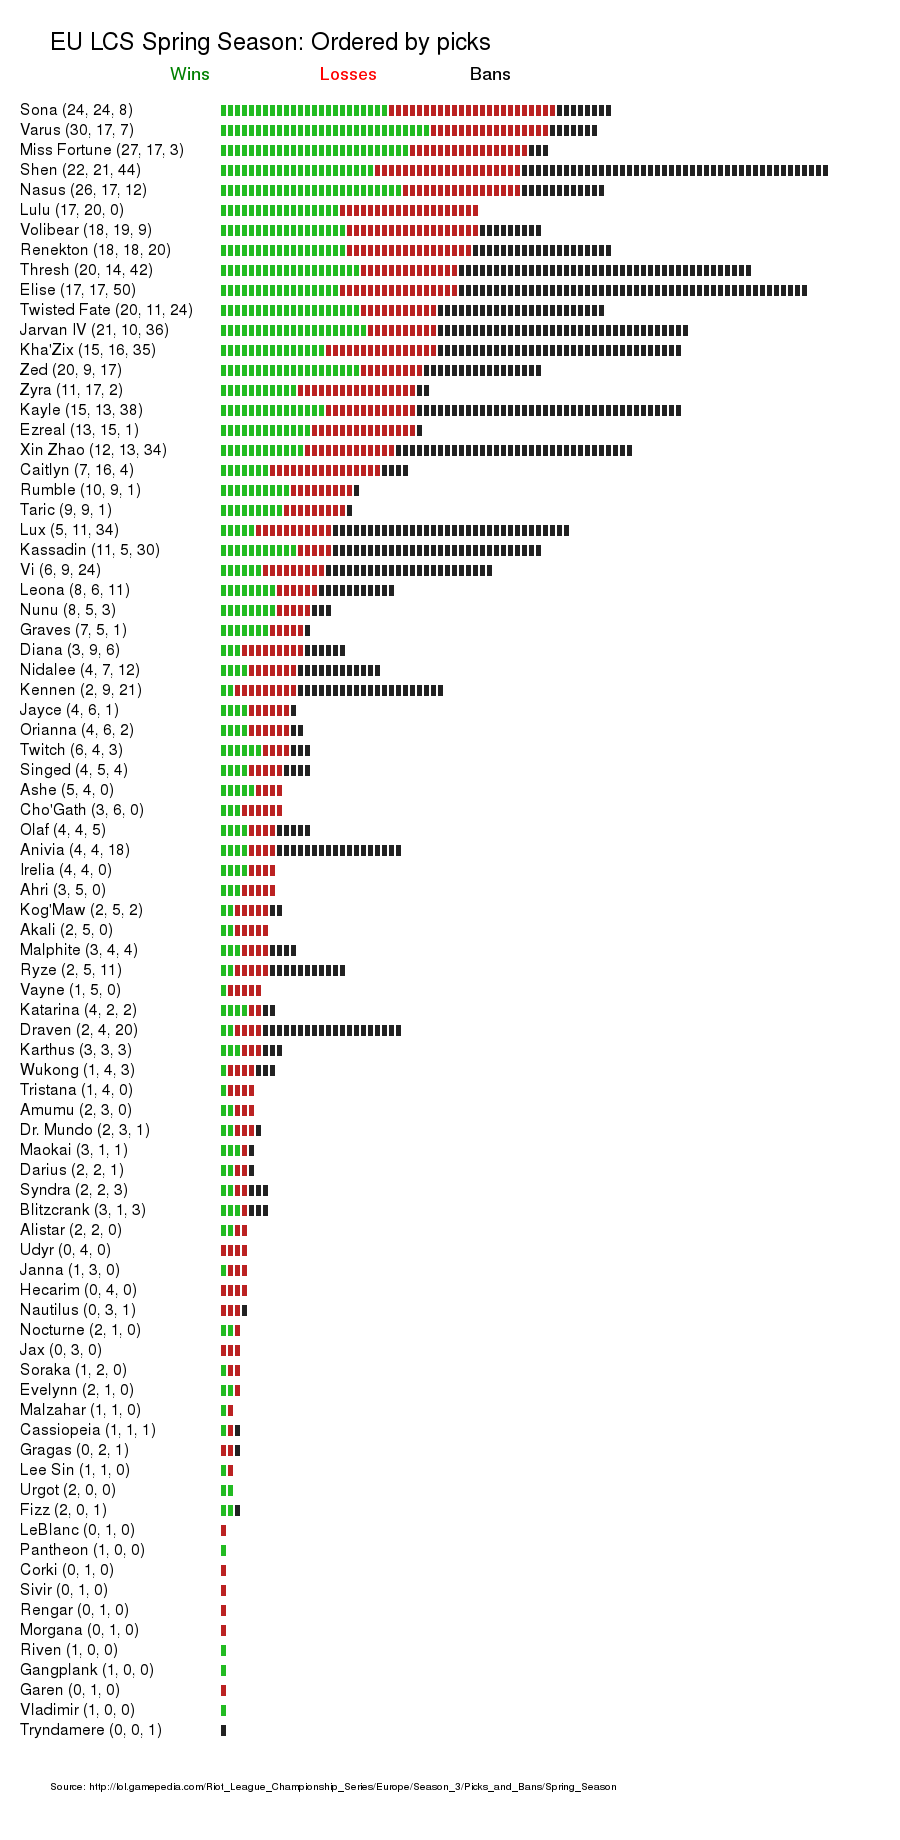 EU LCS Spring Season: Ordered by picks
Wins Losses Bans
Sona (24, 24, 8)
Varus (30, 17, 7)
Miss Fortune (27, 17, 3)
Shen (22, 21, 44)
Nasus (26, 17, 12)
Lulu (17, 20, 0)
Volibear (18, 19, 9)
Renekton (18, 18, 20)
Thresh (20, 14, 42)
Elise (17, 17, 50)
Twisted Fate (20, 11, 24)
Jarvan IV (21, 10, 36)
Kha'Zix (15, 16, 35)
Zed (20, 9, 17)
Zyra (11, 17, 2)
Kayle (15, 13, 38)
Ezreal (13, 15, 1)
Xin Zhao (12, 13, 34)
Caitlyn (7, 16, 4)
Rumble (10, 9, 1)
Taric (9, 9, 1)
Lux (5, 11, 34)
Kassadin (11, 5, 30)
Vi (6, 9, 24)
Leona (8, 6, 11)
Nunu (8, 5, 3)
Graves (7, 5, 1)
Diana (3, 9, 6)
Nidalee (4, 7, 12)
Kennen (2, 9, 21)
Jayce (4, 6, 1)
Orianna (4, 6, 2)
Twitch (6, 4, 3)
Singed (4, 5, 4)
Ashe (5, 4, 0)
Cho'Gath (3, 6, 0)
Olaf (4, 4, 5)
Anivia (4, 4, 18)
Irelia (4, 4, 0)
Ahri (3, 5, 0)
Kog'Maw (2, 5, 2)
Akali (2, 5, 0)
Malphite (3, 4, 4)
Ryze (2, 5, 11)
Vayne (1, 5, 0)
Katarina (4, 2, 2)
Draven (2, 4, 20)
Karthus (3, 3, 3)
Wukong (1, 4, 3)
Tristana (1, 4, 0)
Amumu (2, 3, 0)
Dr. Mundo (2, 3, 1)
Maokai (3, 1, 1)
Darius (2, 2, 1)
Syndra (2, 2, 3)
Blitzcrank (3, 1, 3)
Alistar (2, 2, 0)
Udyr (0, 4, 0)
Janna (1, 3, 0)
Hecarim (0, 4, 0)
Nautilus (0, 3, 1)
Nocturne (2, 1, 0)
Jax (0, 3, 0)
Soraka (1, 2, 0)
Evelynn (2, 1, 0)
Malzahar (1, 1, 0)
Cassiopeia (1, 1, 1)
Gragas (0, 2, 1)
Lee Sin (1, 1, 0)
Urgot (2, 0, 0)
Fizz (2, 0, 1)
LeBlanc (0, 1, 0)
Pantheon (1, 0, 0)
Corki (0, 1, 0)
Sivir (0, 1, 0)
Rengar (0, 1, 0)
Morgana (0, 1, 0)
Riven (1, 0, 0)
Gangplank (1, 0, 0)
Garen (0, 1, 0)
Vladimir (1, 0, 0)
Tryndamere (0, 0, 1)
Source: http://lol.gamepedia.com/Riot_League_Championship_Series/Europe/Season_3/Picks_and_Bans/Spring_Season